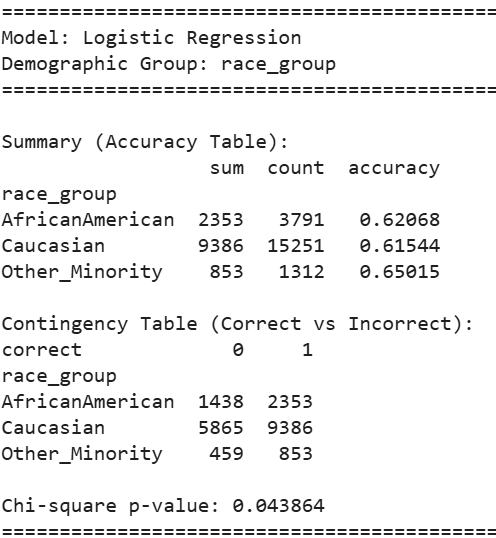 ============================================
Model: Logistic Regression
Demographic Group: race_group
============================================
Summary (Accuracy Table):
sum count accuracy
race_group
AfricanAmerican 2353 3791 0.62068
Caucasian 9386 15251 0.61544
Other_Minority 853 1312 0.65015
Contingency Table (Correct vs Incorrect):
correct 0 1
race_group
AfricanAmerican 1438 2353
Caucasian 5865 9386
Other_Minority 459 853
Chi-square p-value: 0.043864
============================================